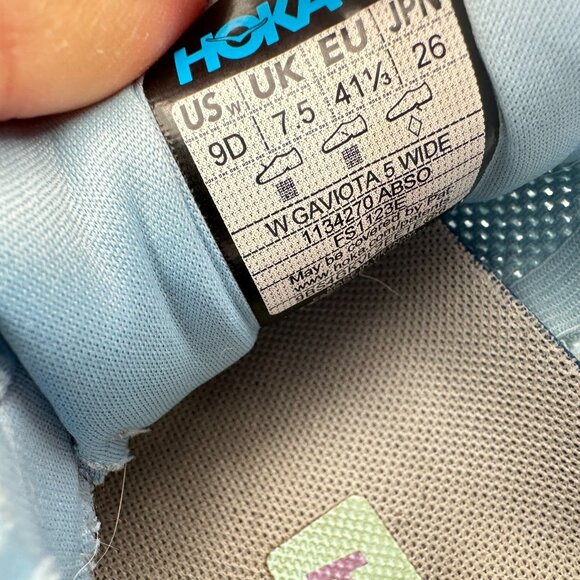 HOKA
USw UK EU JPN
9D 7.5 41⅓ 26
W GAVIOTA 5 WIDE
1134270 ABSO
FS1123E
May be covered by Pat.